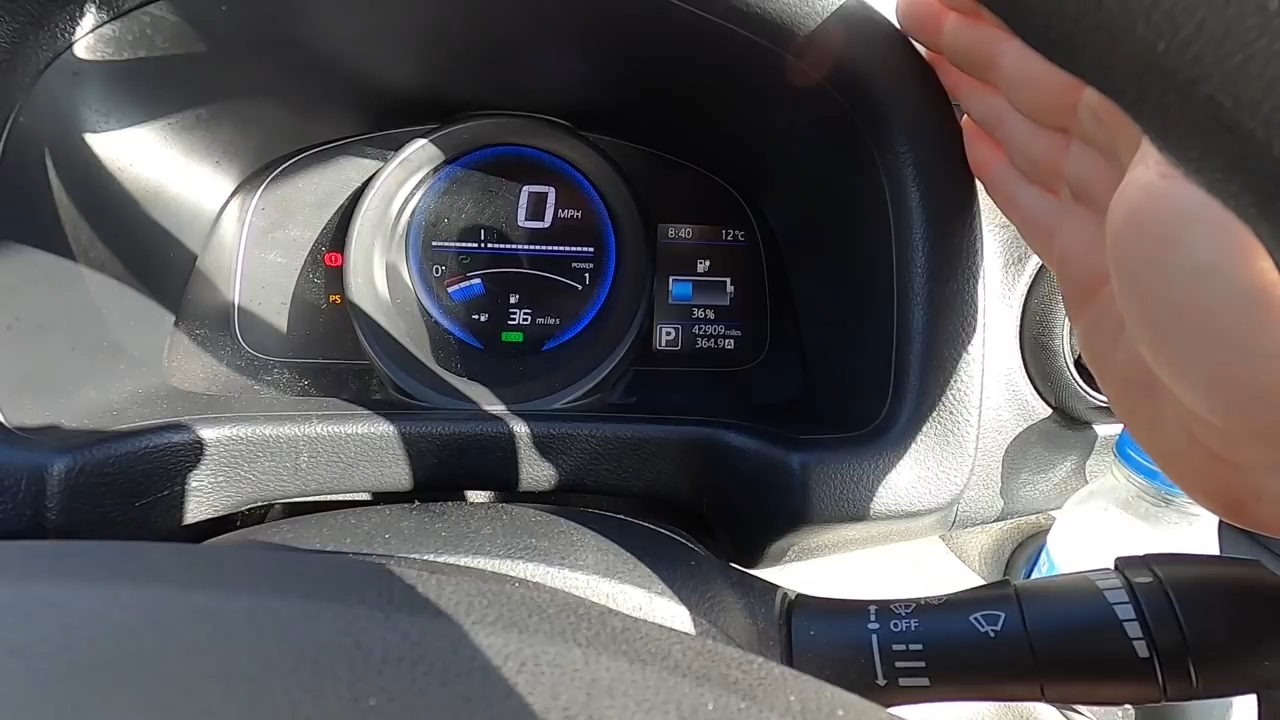 0 MPH
0
POWER
1
36 miles
ECO
PS
8:40 12°C
36%
P
42909 miles
364.9 A
OFF